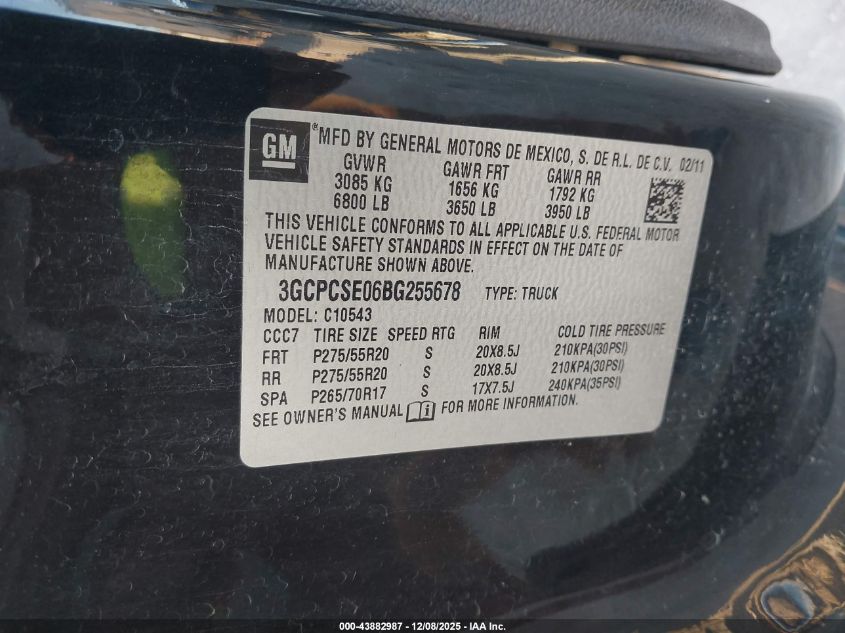 GM ® MFD BY GENERAL MOTORS DE MEXICO, S. DE R.L. DE C.V. 02/11
GVWR GAWR FRT GAWR RR
3085 KG 1656 KG 1792 KG
6800 LB 3650 LB 3950 LB
THIS VEHICLE CONFORMS TO ALL APPLICABLE U.S. FEDERAL MOTOR
VEHICLE SAFETY STANDARDS IN EFFECT ON THE DATE OF
MANUFACTURE SHOWN ABOVE.
3GCPCSE06BG255678 TYPE: TRUCK
MODEL: C10543
CCC7 TIRE SIZE SPEED RTG RIM COLD TIRE PRESSURE
FRT P275/55R20 S 20X8.5J 210KPA(30PSI)
RR P275/55R20 S 20X8.5J 210KPA(30PSI)
SPA P265/70R17 S 17X7.5J 240KPA(35PSI)
SEE OWNER'S MANUAL FOR MORE INFORMATION.
000-43882987 - 12/08/2025 - IAA Inc.